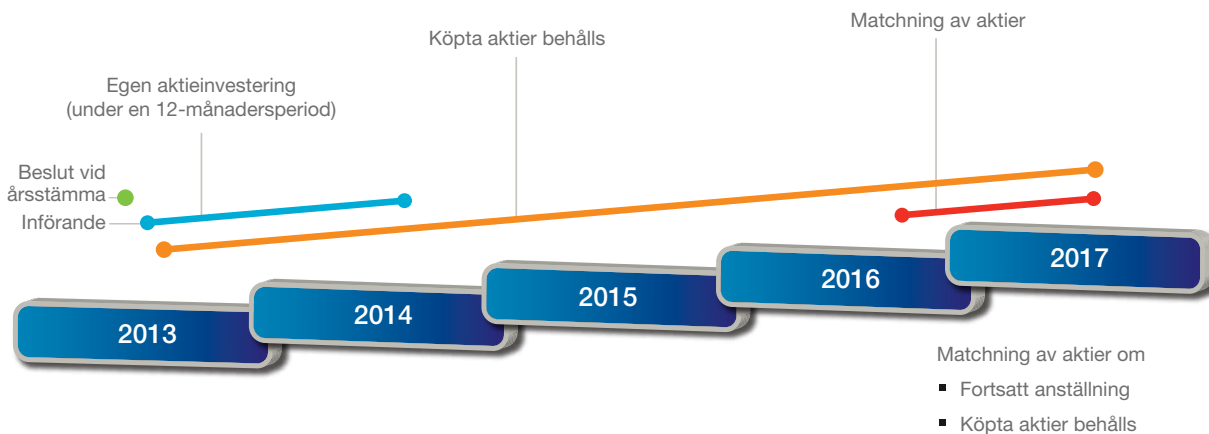 Matchning av aktier
Köpta aktier behålls
Egen aktieinvestering
(under en 12-månadersperiod)
Beslut vid
årsstämma
Införande
2013
2014
2015
2016
2017
Matchning av aktier om
▪ Fortsatt anställning
▪ Köpta aktier behålls